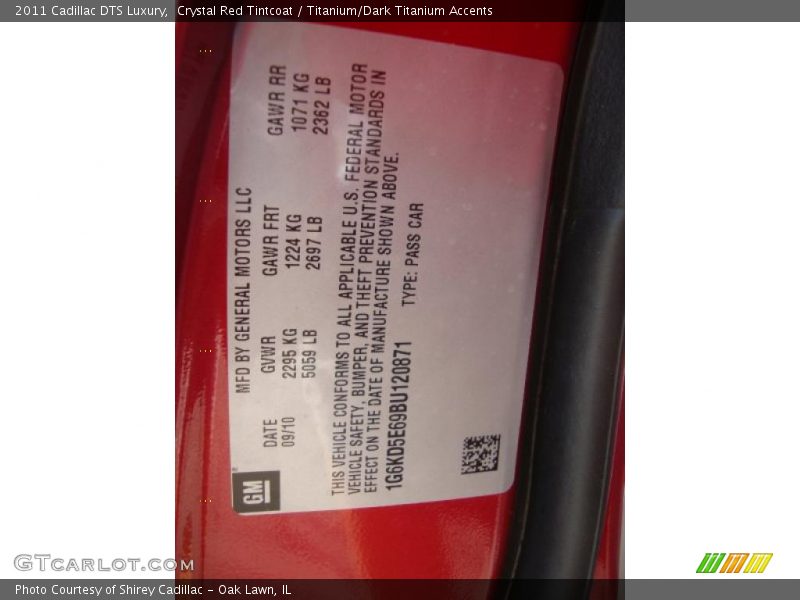 2011 Cadillac DTS Luxury,  Crystal Red Tintcoat / Titanium/Dark Titanium Accents
GM
MFD BY GENERAL MOTORS LLC
DATE GVWR GAWR FRT GAWR RR
09/10 2295 KG 1224 KG 1071 KG
5059 LB 2697 LB 2362 LB
THIS VEHICLE CONFORMS TO ALL APPLICABLE U.S. FEDERAL MOTOR
VEHICLE SAFETY, BUMPER, AND THEFT PREVENTION STANDARDS IN
EFFECT ON THE DATE OF MANUFACTURE SHOWN ABOVE.
1G6KD5E69BU120871 TYPE: PASS CAR
GTCARLOT.COM
Photo Courtesy of Shirey Cadillac - Oak Lawn, IL